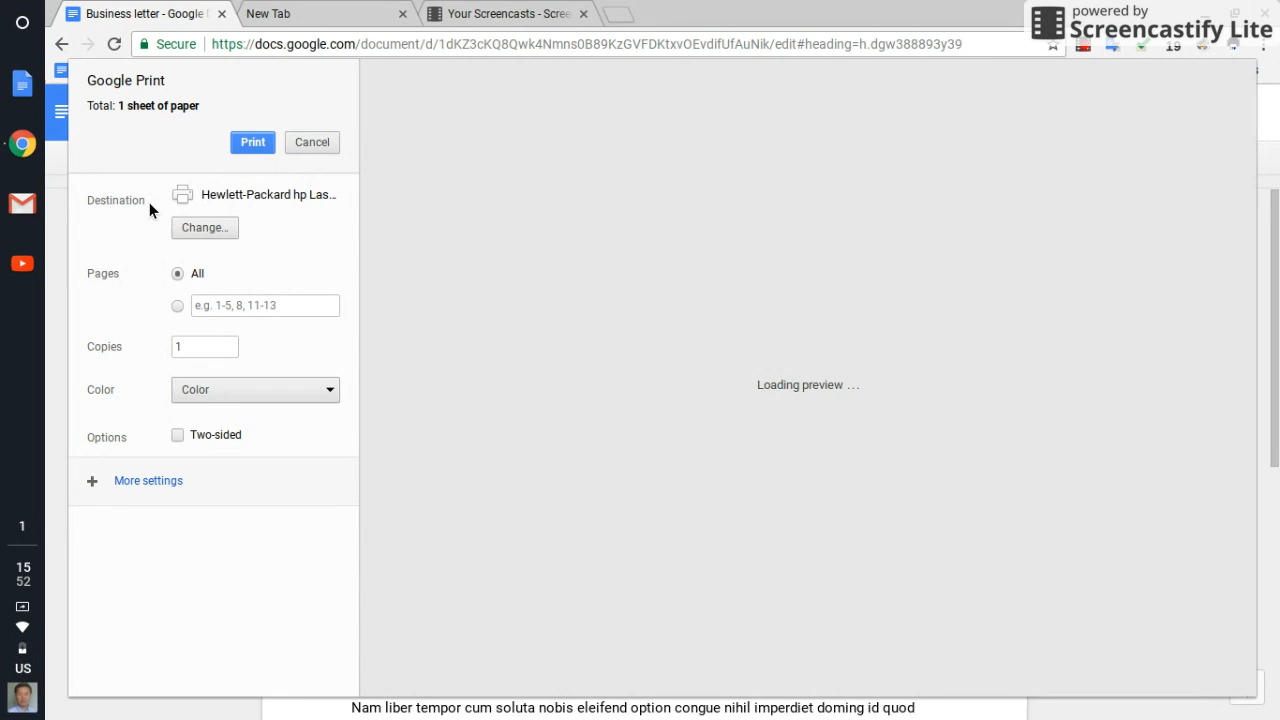 Business letter - Google
New Tab
Your Screencasts - Scree
powered by
Screencastify Lite
Secure
https://docs.google.com/document/d/1dKZ3cKQ8Qwk4Nmns0B89KzGVFDKtxvOEvdifUfAuNik/edit#heading=h.dgw388893y39
19
Google Print
Total: 1 sheet of paper
Print
Cancel
Destination
Hewlett-Packard hp Las...
Change...
Pages
All
e.g. 1-5, 8, 11-13
Copies
1
Color
Color
Options
Two-sided
+ More settings
Loading preview ...
1
15
52
US
Nam liber tempor cum soluta nobis eleifend option congue nihil imperdiet doming id quod